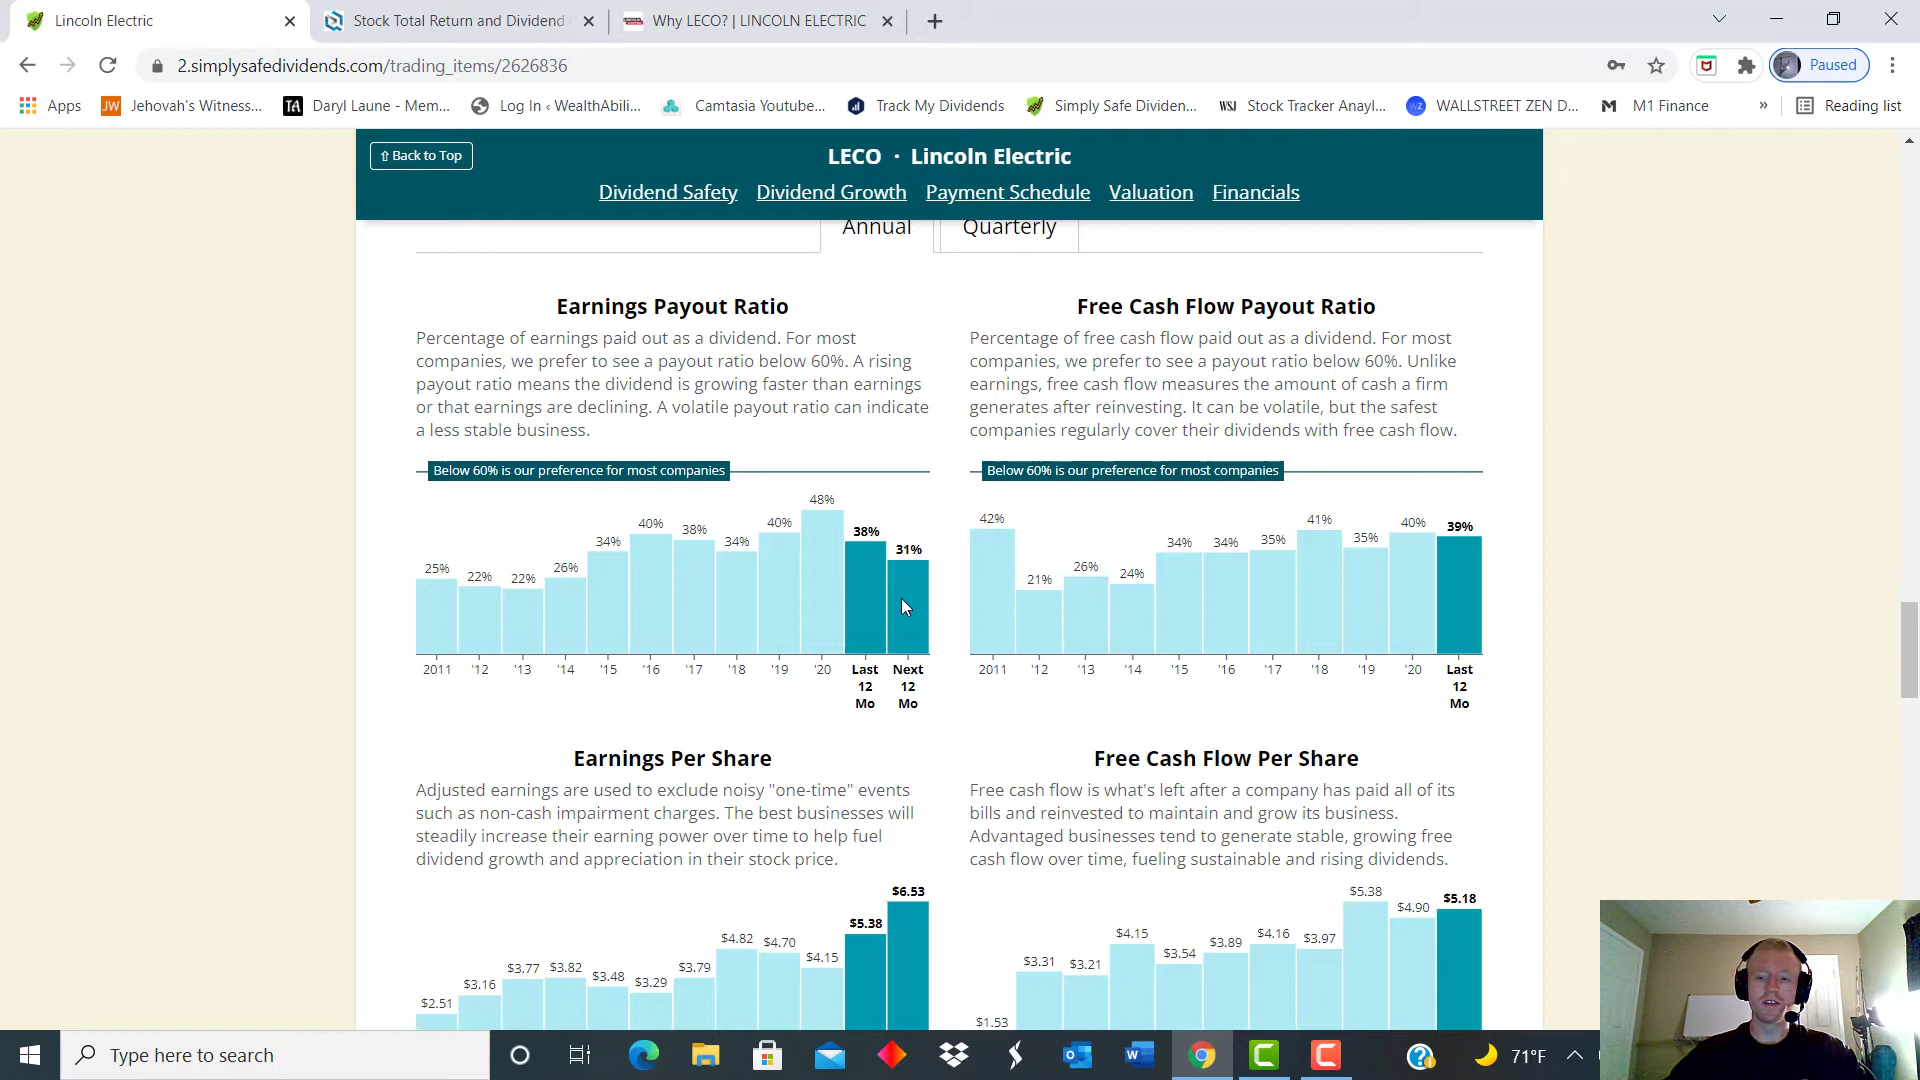 Lincoln Electric
Stock Total Return and Dividend
Why LECO? | LINCOLN ELECTRIC
2.simplysafedividends.com/trading_items/2626836
Paused
Apps
JW
Jehovah's Witness...
TA
Daryl Laune - Mem...
Log In ‹ WealthAbili...
Camtasia Youtube...
Track My Dividends
Simply Safe Dividen...
WSJ
Stock Tracker Anayl...
WZ
WALLSTREET ZEN D...
M1 Finance
»
Reading list
⇧ Back to Top
LECO · Lincoln Electric
Dividend Safety Dividend Growth Payment Schedule Valuation Financials
Annual Quarterly
Earnings Payout Ratio
Percentage of earnings paid out as a dividend. For most
companies, we prefer to see a payout ratio below 60%. A rising
payout ratio means the dividend is growing faster than earnings
or that earnings are declining. A volatile payout ratio can indicate
a less stable business.
Below 60% is our preference for most companies
25% 22% 22% 26% 34% 40% 38% 34% 40% 48% 38% 31%
2011 '12 '13 '14 '15 '16 '17 '18 '19 '20 Last Next
12 12
Mo Mo
Free Cash Flow Payout Ratio
Percentage of free cash flow paid out as a dividend. For most
companies, we prefer to see a payout ratio below 60%. Unlike
earnings, free cash flow measures the amount of cash a firm
generates after reinvesting. It can be volatile, but the safest
companies regularly cover their dividends with free cash flow.
Below 60% is our preference for most companies
42% 21% 26% 24% 34% 34% 35% 41% 35% 40% 39%
2011 '12 '13 '14 '15 '16 '17 '18 '19 '20 Last
12
Mo
Earnings Per Share
Adjusted earnings are used to exclude noisy "one-time" events
such as non-cash impairment charges. The best businesses will
steadily increase their earning power over time to help fuel
dividend growth and appreciation in their stock price.
$2.51 $3.16 $3.77 $3.82 $3.48 $3.29 $3.79 $4.82 $4.70 $4.15 $5.38 $6.53
Free Cash Flow Per Share
Free cash flow is what's left after a company has paid all of its
bills and reinvested to maintain and grow its business.
Advantaged businesses tend to generate stable, growing free
cash flow over time, fueling sustainable and rising dividends.
$1.53 $3.31 $3.21 $4.15 $3.54 $3.89 $4.16 $3.97 $5.38 $4.90 $5.18
Type here to search
71°F